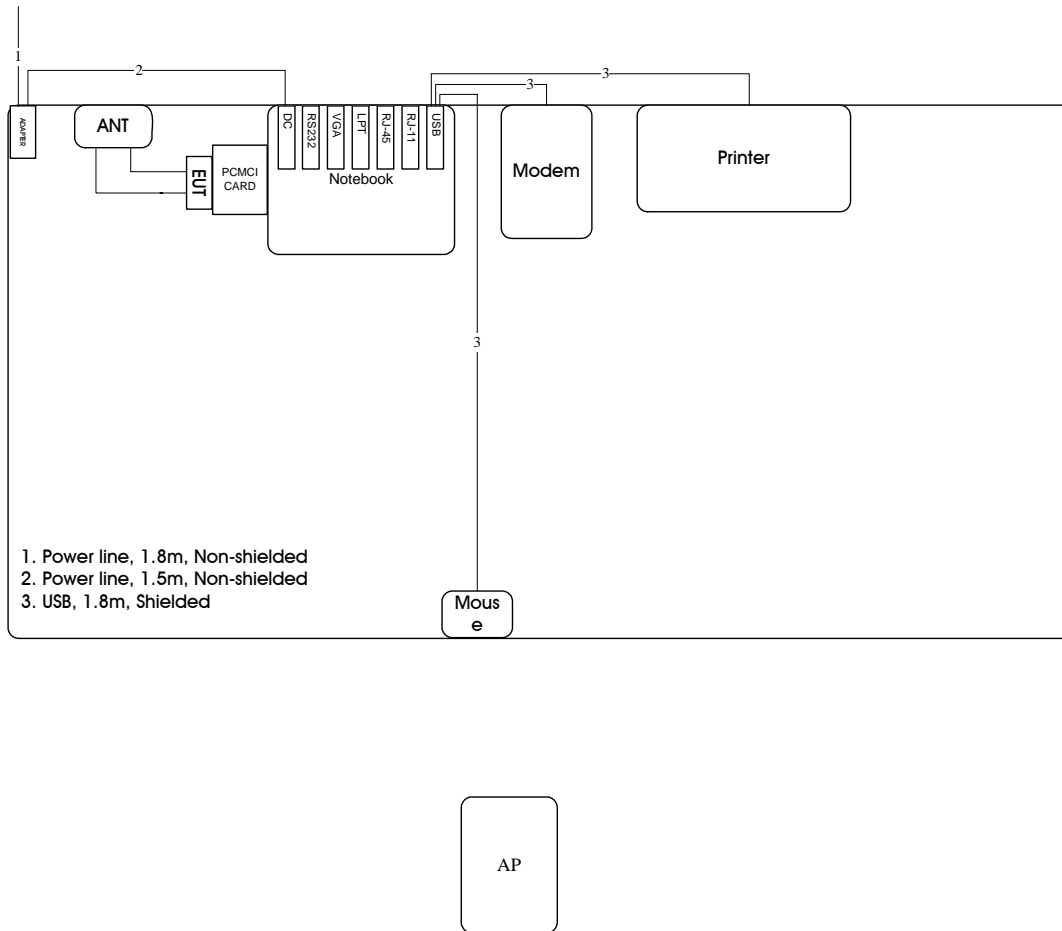 1
2
3
3
ADAPTER
ANT
EUT
PCMCI
CARD
DC
RS232
VGA
LPT
RJ-45
RJ-11
USB
Notebook
Modem
Printer
3
1. Power line, 1.8m, Non-shielded
2. Power line, 1.5m, Non-shielded
3. USB, 1.8m, Shielded
Mous
e
AP